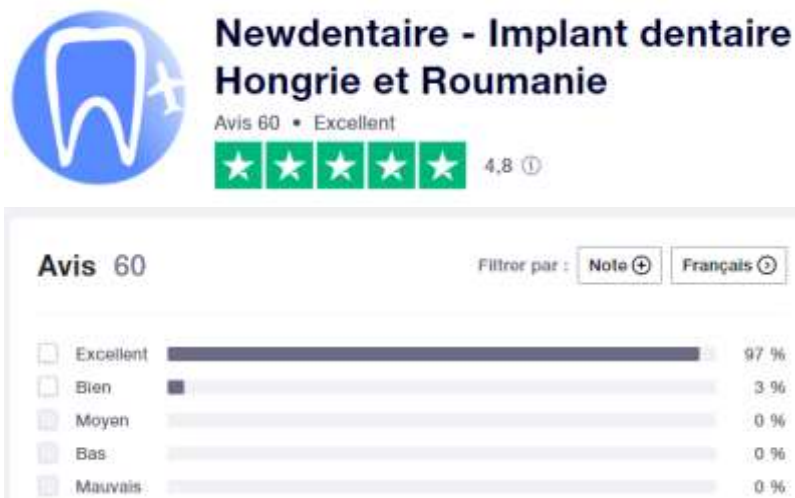 Newdentaire - Implant dentaire
Hongrie et Roumanie
Avis 60 • Excellent
4,8
Avis 60
Filtrer par : Note Français
Excellent 97 %
Bien 3 %
Moyen 0 %
Bas 0 %
Mauvais 0 %